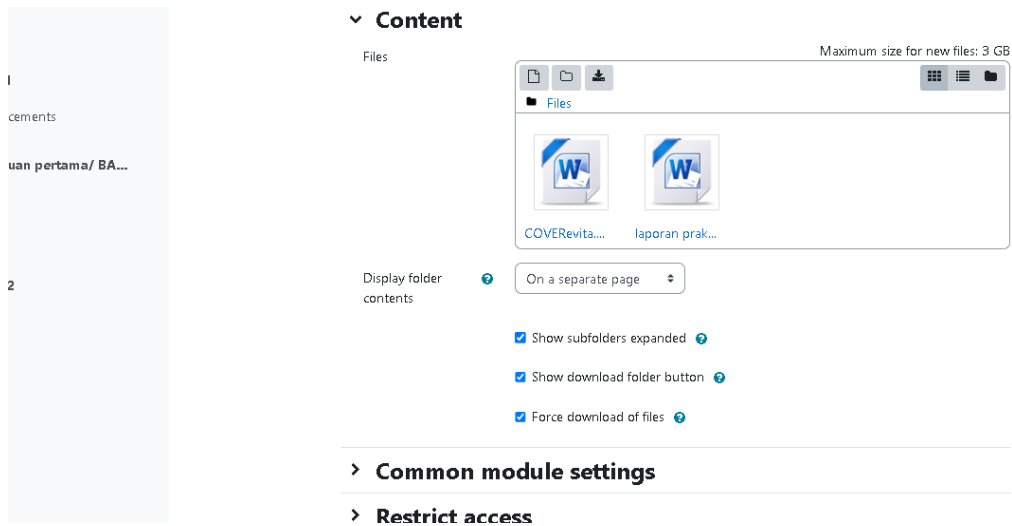 Content
Maximum size for new files: 3 GB
Files
Files
COVERevita....
laporan prak...
cements
uan pertama/ BA...
2
Display folder
contents
On a separate page
Show subfolders expanded
Show download folder button
Force download of files
Common module settings
Restrict access